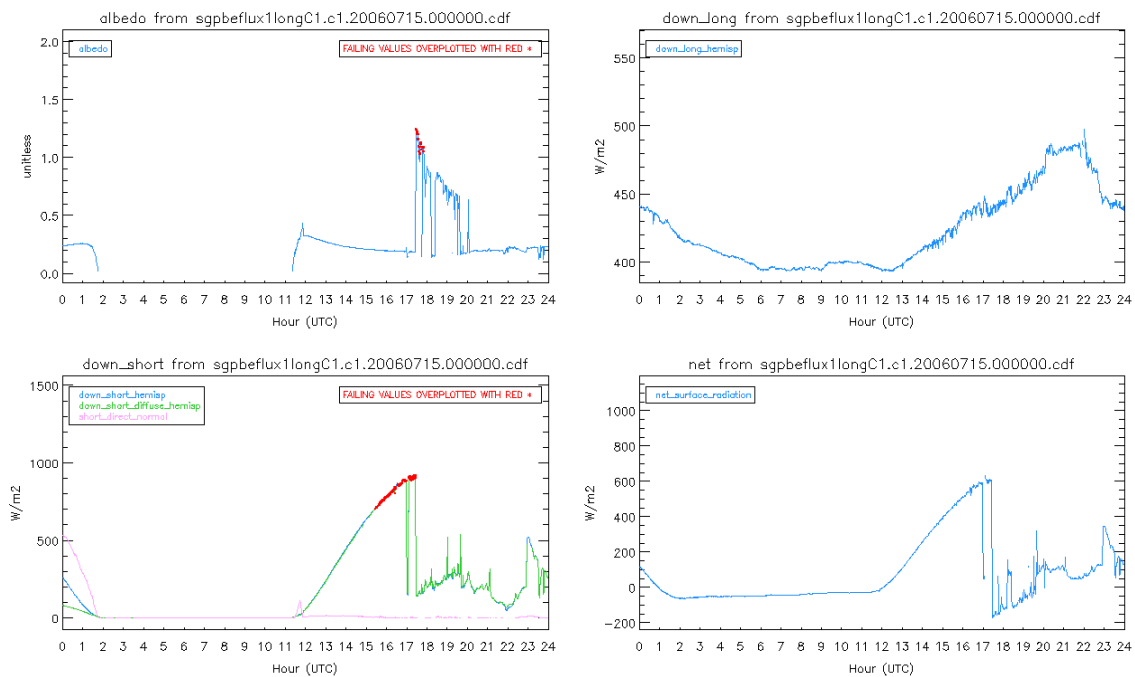 albedo from sgpbeflux1longC1.c1.20060715.000000.cdf
2.0
1.5
1.0
0.5
0.0
unitless
albedo
FAILING VALUES OVERPLOTTED WITH RED *
0 1 2 3 4 5 6 7 8 9 10 11 12 13 14 15 16 17 18 19 20 21 22 23 24
Hour (UTC)
down_long from sgpbeflux1longC1.c1.20060715.000000.cdf
550
500
450
400
W/m2
down_long_hemisp
0 1 2 3 4 5 6 7 8 9 10 11 12 13 14 15 16 17 18 19 20 21 22 23 24
Hour (UTC)
down_short from sgpbeflux1longC1.c1.20060715.000000.cdf
1500
1000
500
0
W/m2
down_short_hemisp
down_short_diffuse_hemisp
short_direct_normal
FAILING VALUES OVERPLOTTED WITH RED *
0 1 2 3 4 5 6 7 8 9 10 11 12 13 14 15 16 17 18 19 20 21 22 23 24
Hour (UTC)
net from sgpbeflux1longC1.c1.20060715.000000.cdf
1000
800
600
400
200
0
-200
W/m2
net_surface_radiation
0 1 2 3 4 5 6 7 8 9 10 11 12 13 14 15 16 17 18 19 20 21 22 23 24
Hour (UTC)